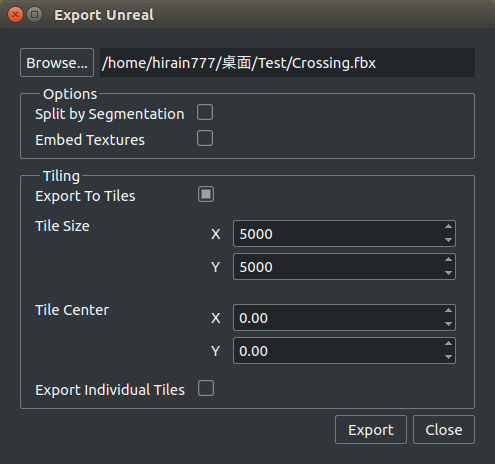 Export Unreal
Browse... /home/hirain777/桌面/Test/Crossing.fbx
Options
Split by Segmentation
Embed Textures
Tiling
Export To Tiles
Tile Size X 5000
Y 5000
Tile Center X 0.00
Y 0.00
Export Individual Tiles
Export Close